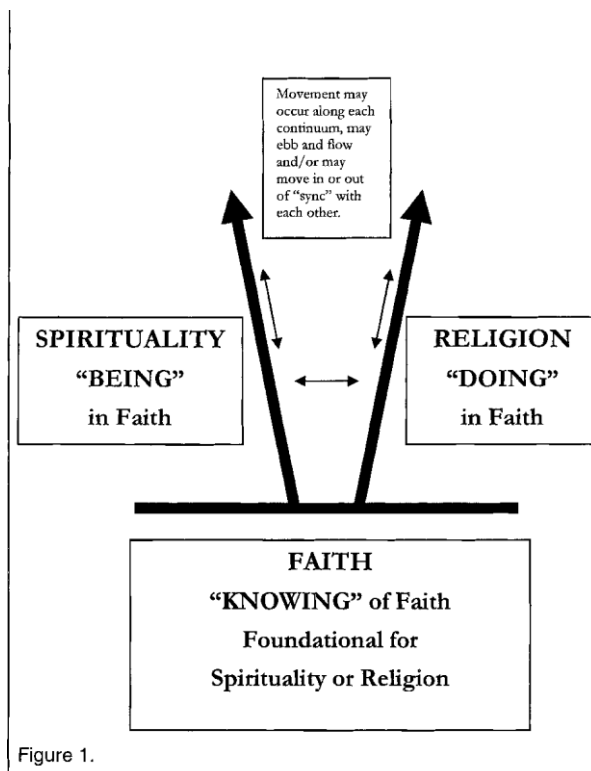 Movement may
occur along each
continuum, may
ebb and flow
and/or may
move in or out
of “sync” with
each other.
SPIRITUALITY
“BEING”
in Faith
RELIGION
“DOING”
in Faith
FAITH
“KNOWING” of Faith
Foundational for
Spirituality or Religion
Figure 1.